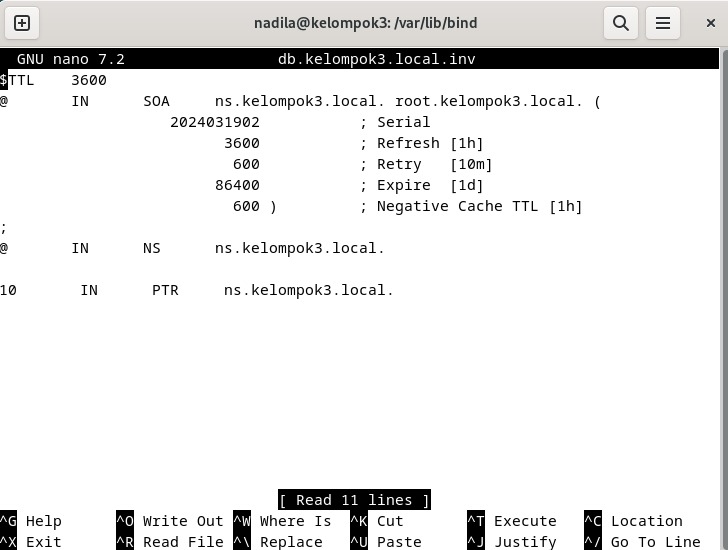 nadila@kelompok3: /var/lib/bind
GNU nano 7.2 db.kelompok3.local.inv
$TTL 3600
@ IN SOA ns.kelompok3.local. root.kelompok3.local. (
2024031902 ; Serial
3600 ; Refresh [1h]
600 ; Retry [10m]
86400 ; Expire [1d]
600 ) ; Negative Cache TTL [1h]
;
@ IN NS ns.kelompok3.local.
10 IN PTR ns.kelompok3.local.
[ Read 11 lines ]
^G Help ^O Write Out ^W Where Is ^K Cut ^T Execute ^C Location
^X Exit ^R Read File ^\ Replace ^U Paste ^J Justify ^/ Go To Line